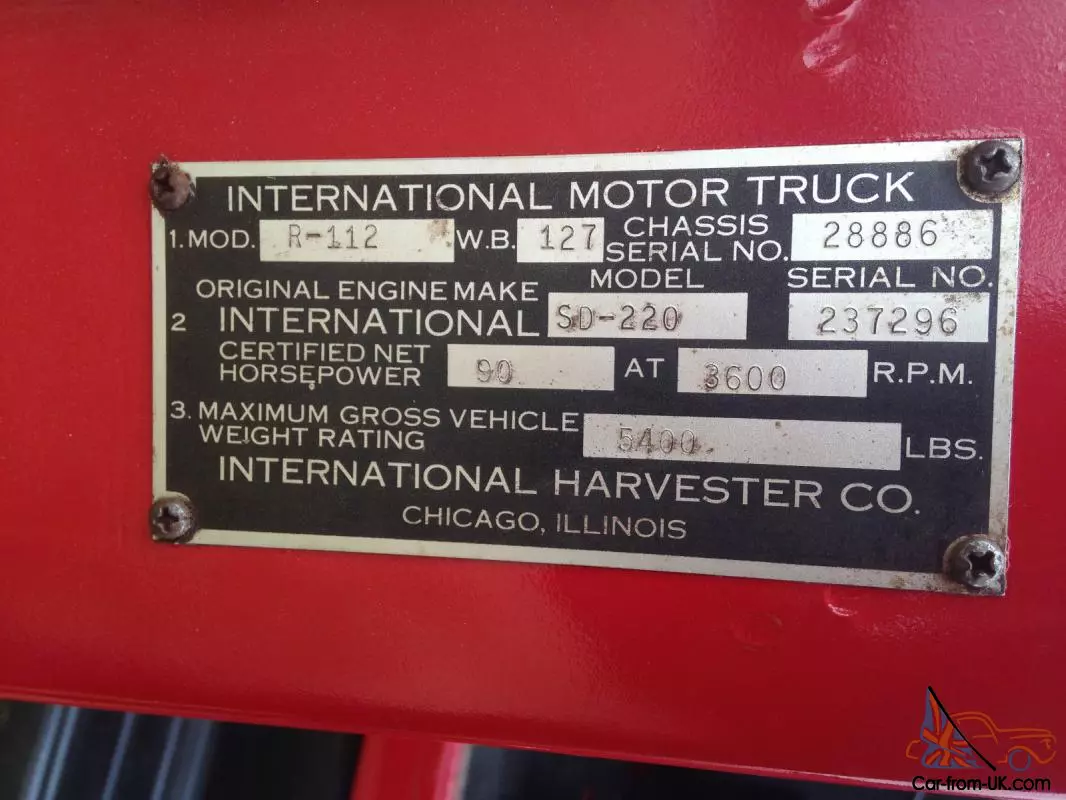 INTERNATIONAL MOTOR TRUCK
1. MOD. R-112 W.B. 127 CHASSIS SERIAL NO. 28886
ORIGINAL ENGINE MAKE MODEL SERIAL NO.
2 INTERNATIONAL SD-220 237296
CERTIFIED NET HORSEPOWER 90 AT 3600 R.P.M.
3. MAXIMUM GROSS VEHICLE WEIGHT RATING 5400 LBS.
INTERNATIONAL HARVESTER CO.
CHICAGO, ILLINOIS
Car-from-UK.com